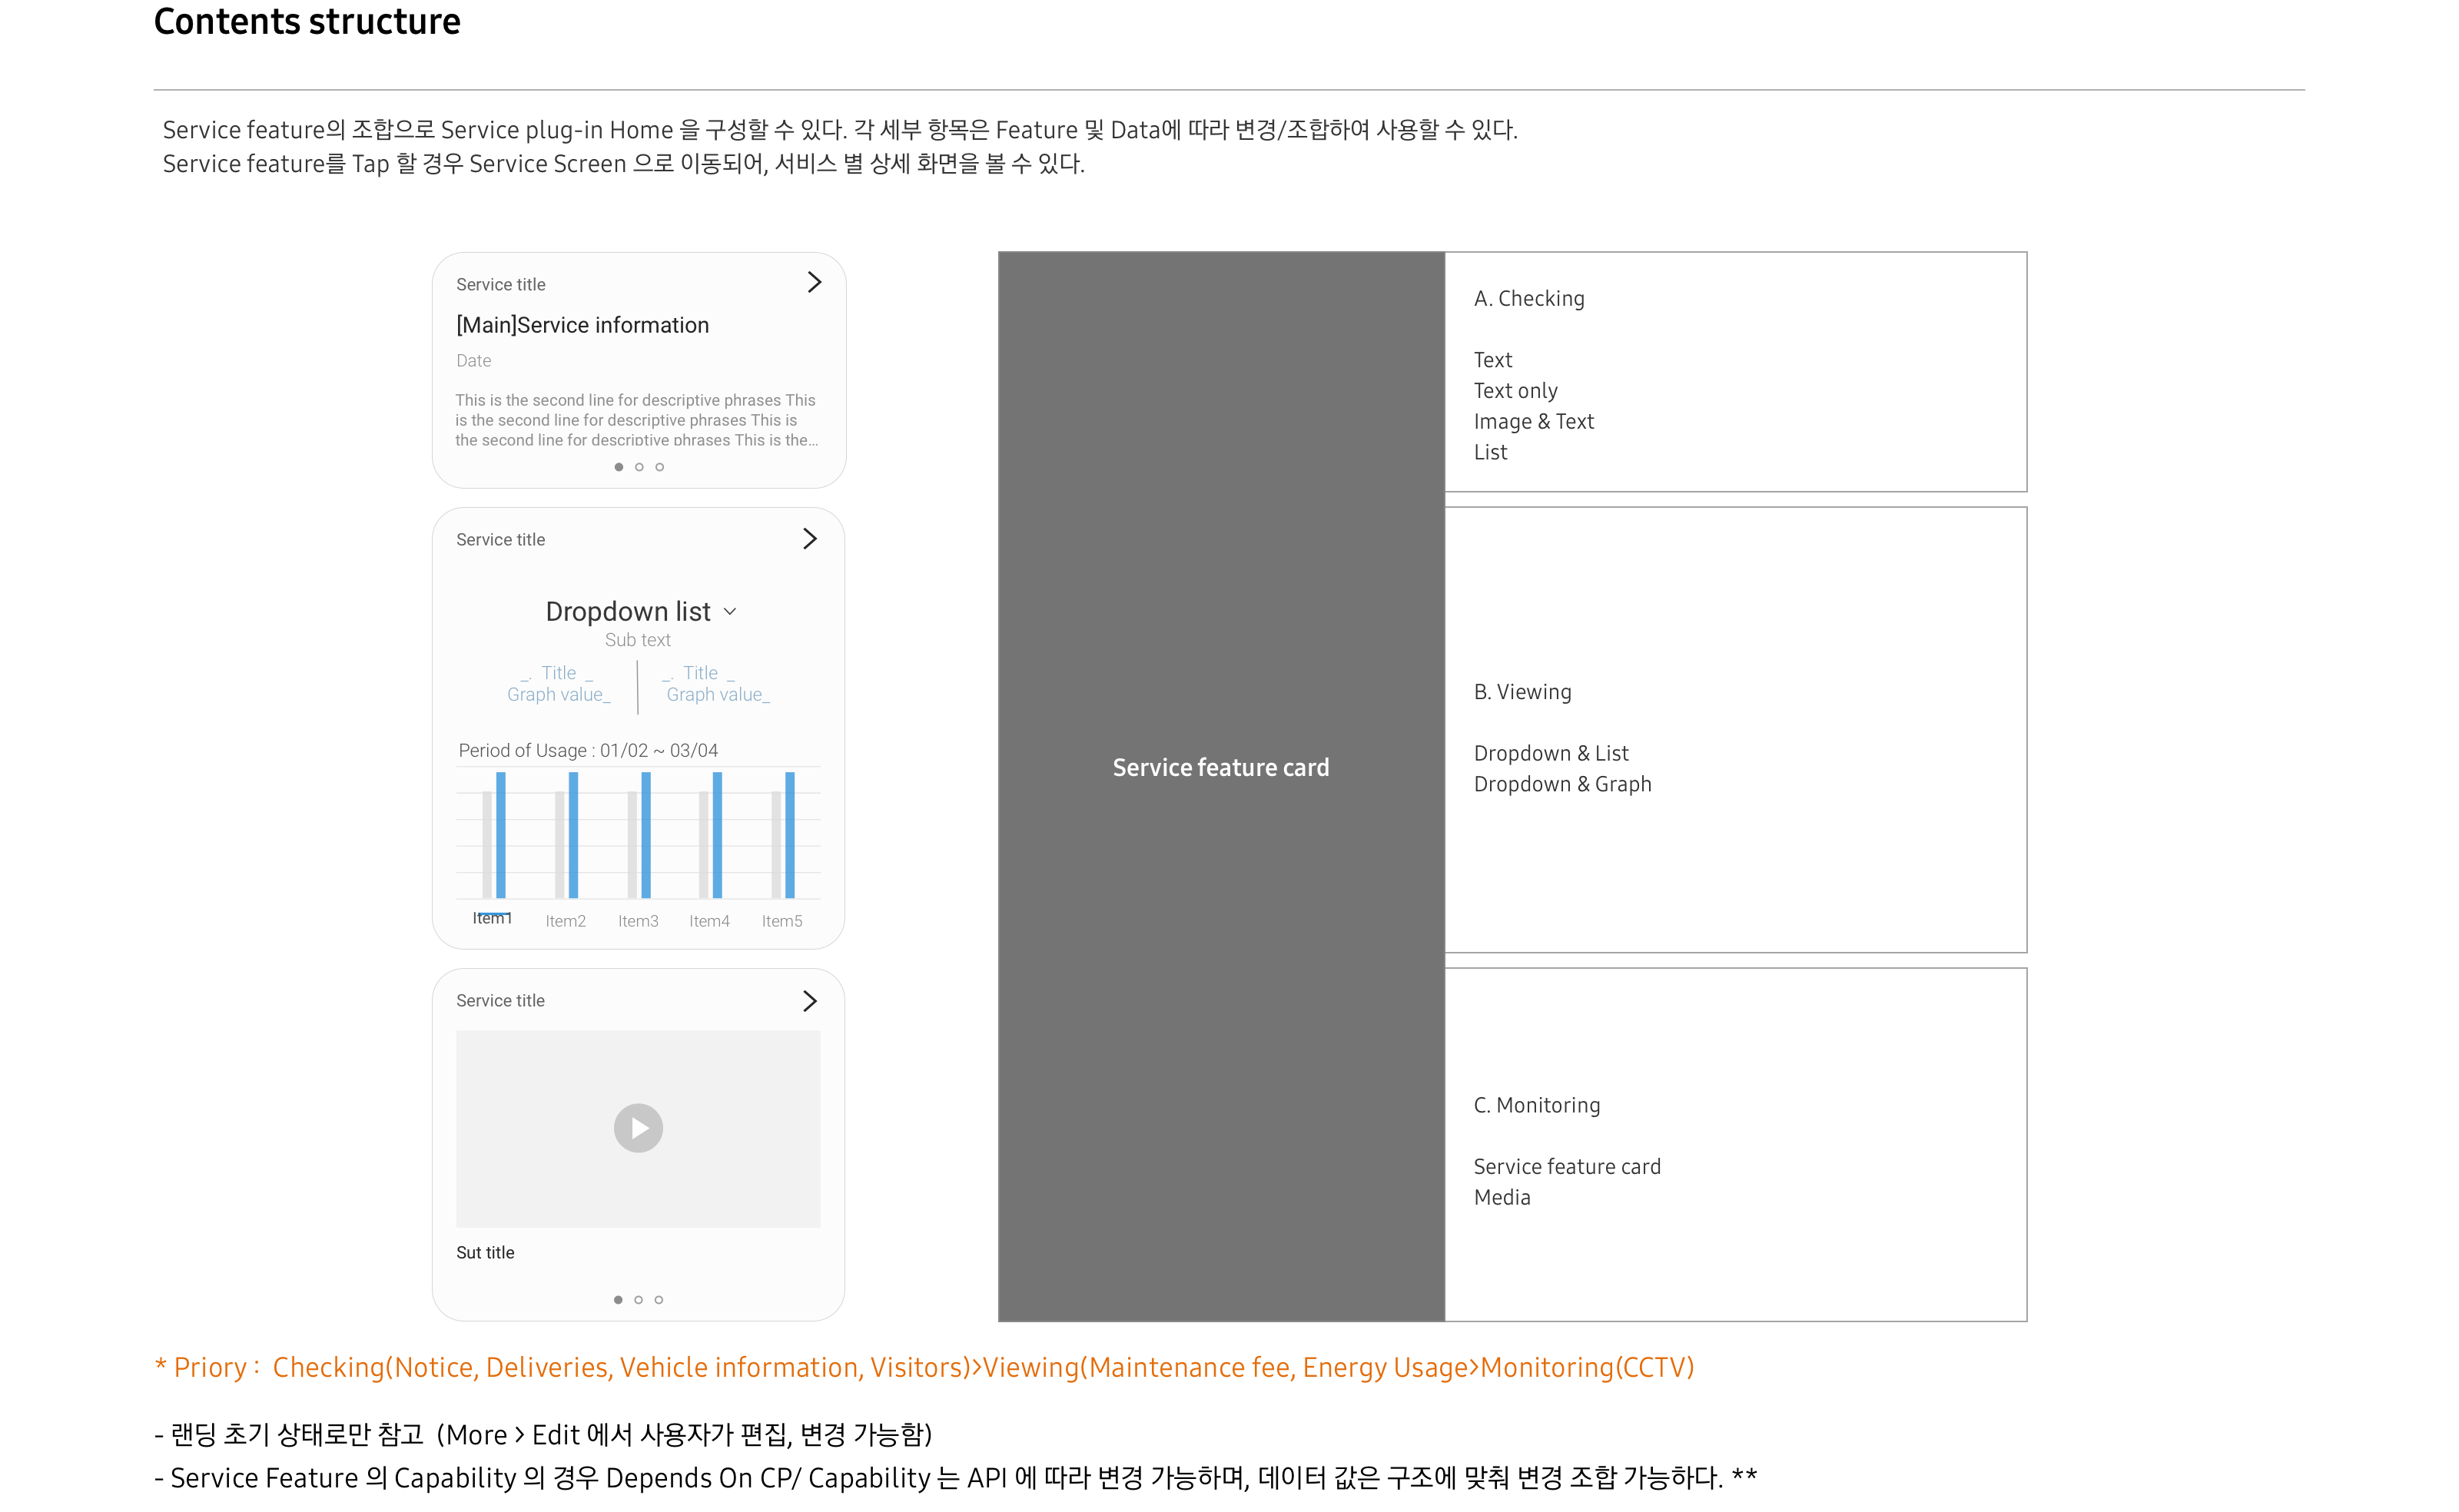 Contents structure
Service feature의 조합으로 Service plug-in Home 을 구성할 수 있다. 각 세부 항목은 Feature 및 Data에 따라 변경/조합하여 사용할 수 있다.
Service feature를 Tap 할 경우 Service Screen 으로 이동되어, 서비스 별 상세 화면을 볼 수 있다.
Service title
[Main]Service information
Date
This is the second line for descriptive phrases This
is the second line for descriptive phrases This is
the second line for descriptive phrases This is the...
Service title
Dropdown list
Sub text
_. Title _
Graph value_
_. Title _
Graph value_
Period of Usage : 01/02 ~ 03/04
Item1 Item2 Item3 Item4 Item5
Service title
Sut title
Service feature card
A. Checking
Text
Text only
Image & Text
List
B. Viewing
Dropdown & List
Dropdown & Graph
C. Monitoring
Service feature card
Media
* Priory : Checking(Notice, Deliveries, Vehicle information, Visitors)>Viewing(Maintenance fee, Energy Usage>Monitoring(CCTV)
- 랜딩 초기 상태로만 참고 (More > Edit 에서 사용자가 편집, 변경 가능함)
- Service Feature 의 Capability 의 경우 Depends On CP/ Capability 는 API 에 따라 변경 가능하며, 데이터 값은 구조에 맞춰 변경 조합 가능하다. **